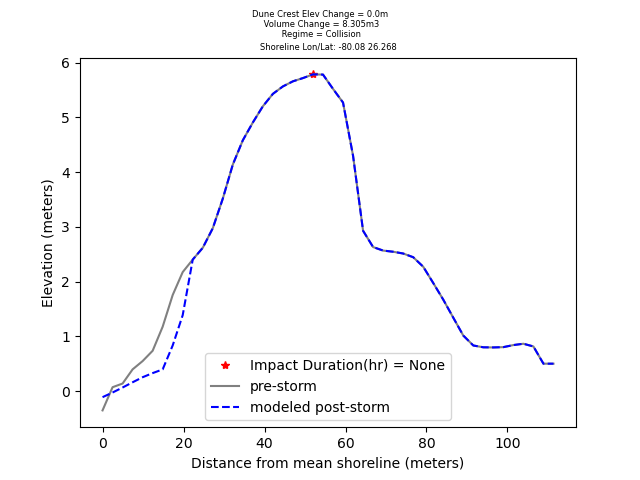 Dune Crest Elev Change = 0.0m
Volume Change = 8.305m3
Regime = Collision
Shoreline Lon/Lat: -80.08 26.268
6
5
4
3
2
1
0
Elevation (meters)
Impact Duration(hr) = None
pre-storm
modeled post-storm
0 20 40 60 80 100
Distance from mean shoreline (meters)